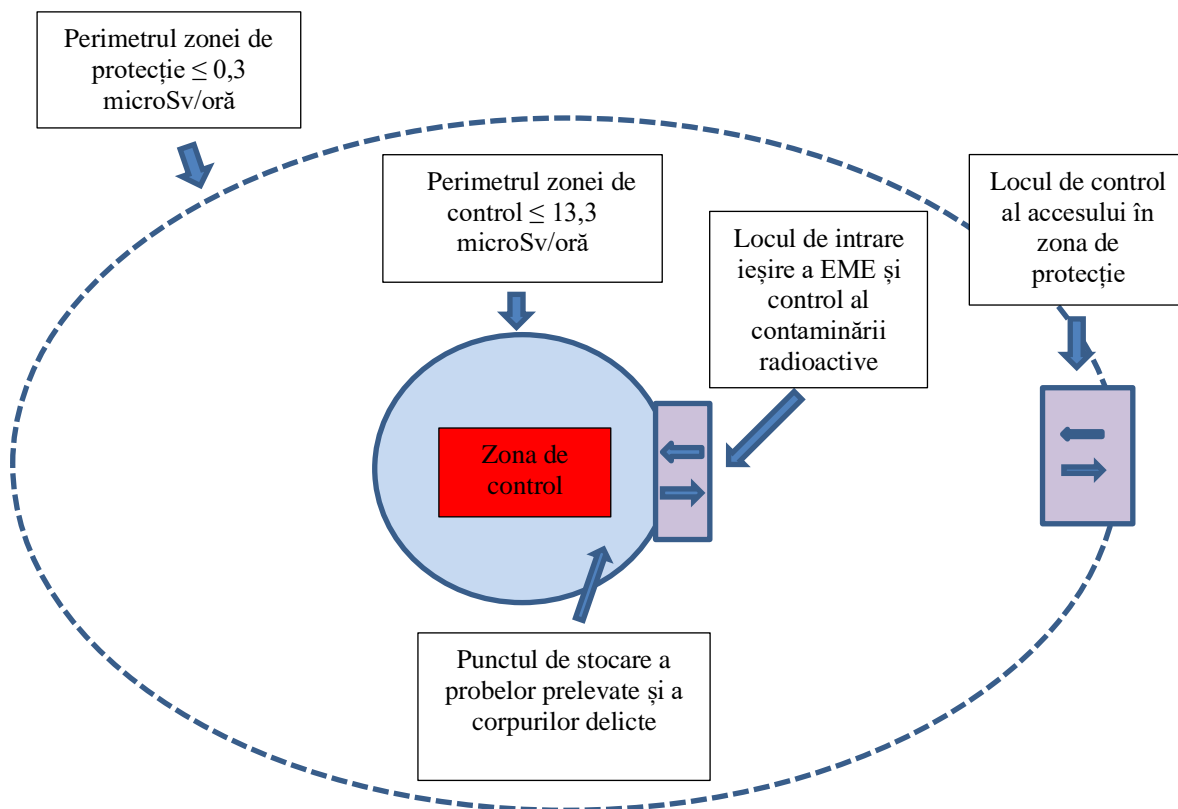 Perimetrul zonei de
protecție ≤ 0,3
microSv/oră
Perimetrul zonei de
control ≤ 13,3
microSv/oră
Locul de intrare
ieșire a EME și
control al
contaminării
radioactive
Locul de control
al accesului în
zona de
protecție
Zona de
control
Punctul de stocare a
probelor prelevate și a
corpurilor delicte